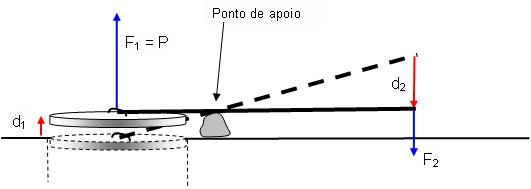 Ponto de apoio
F₁ = P
d₂
d₁
F₂